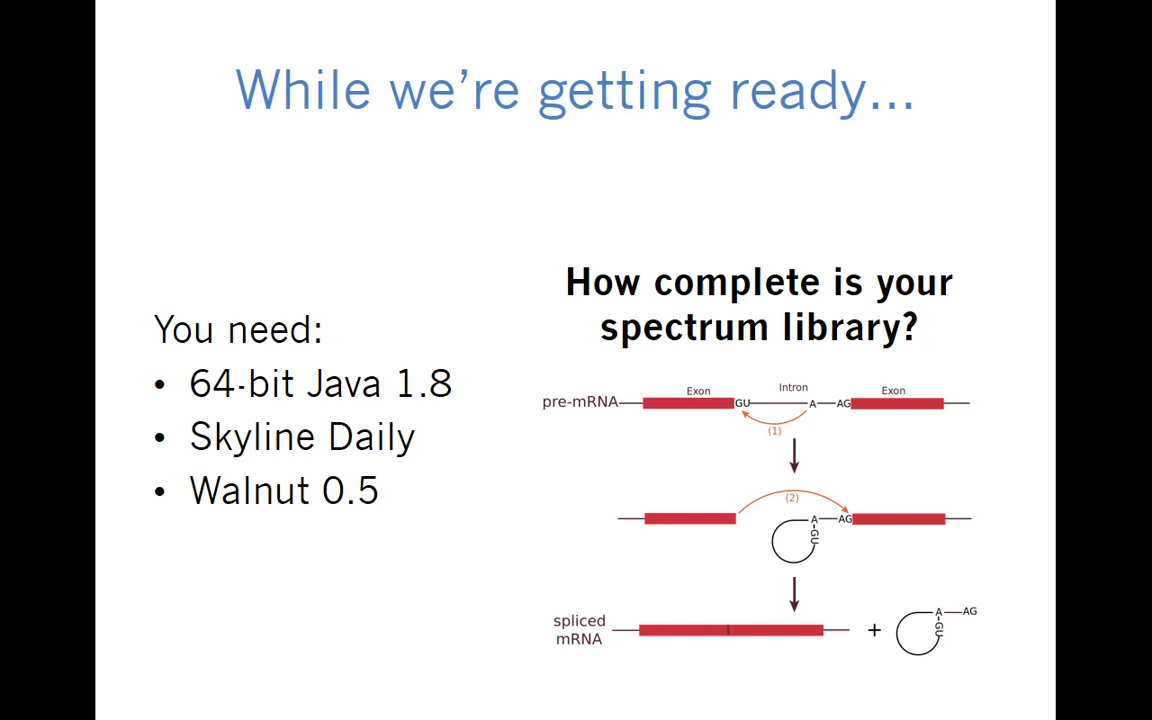 While we're getting ready...
You need:
• 64-bit Java 1.8
• Skyline Daily
• Walnut 0.5
How complete is your
spectrum library?
Exon Intron Exon
pre-mRNA GU A AG
(1)
(2)
A AG
GU
spliced
mRNA
+
A AG
GU